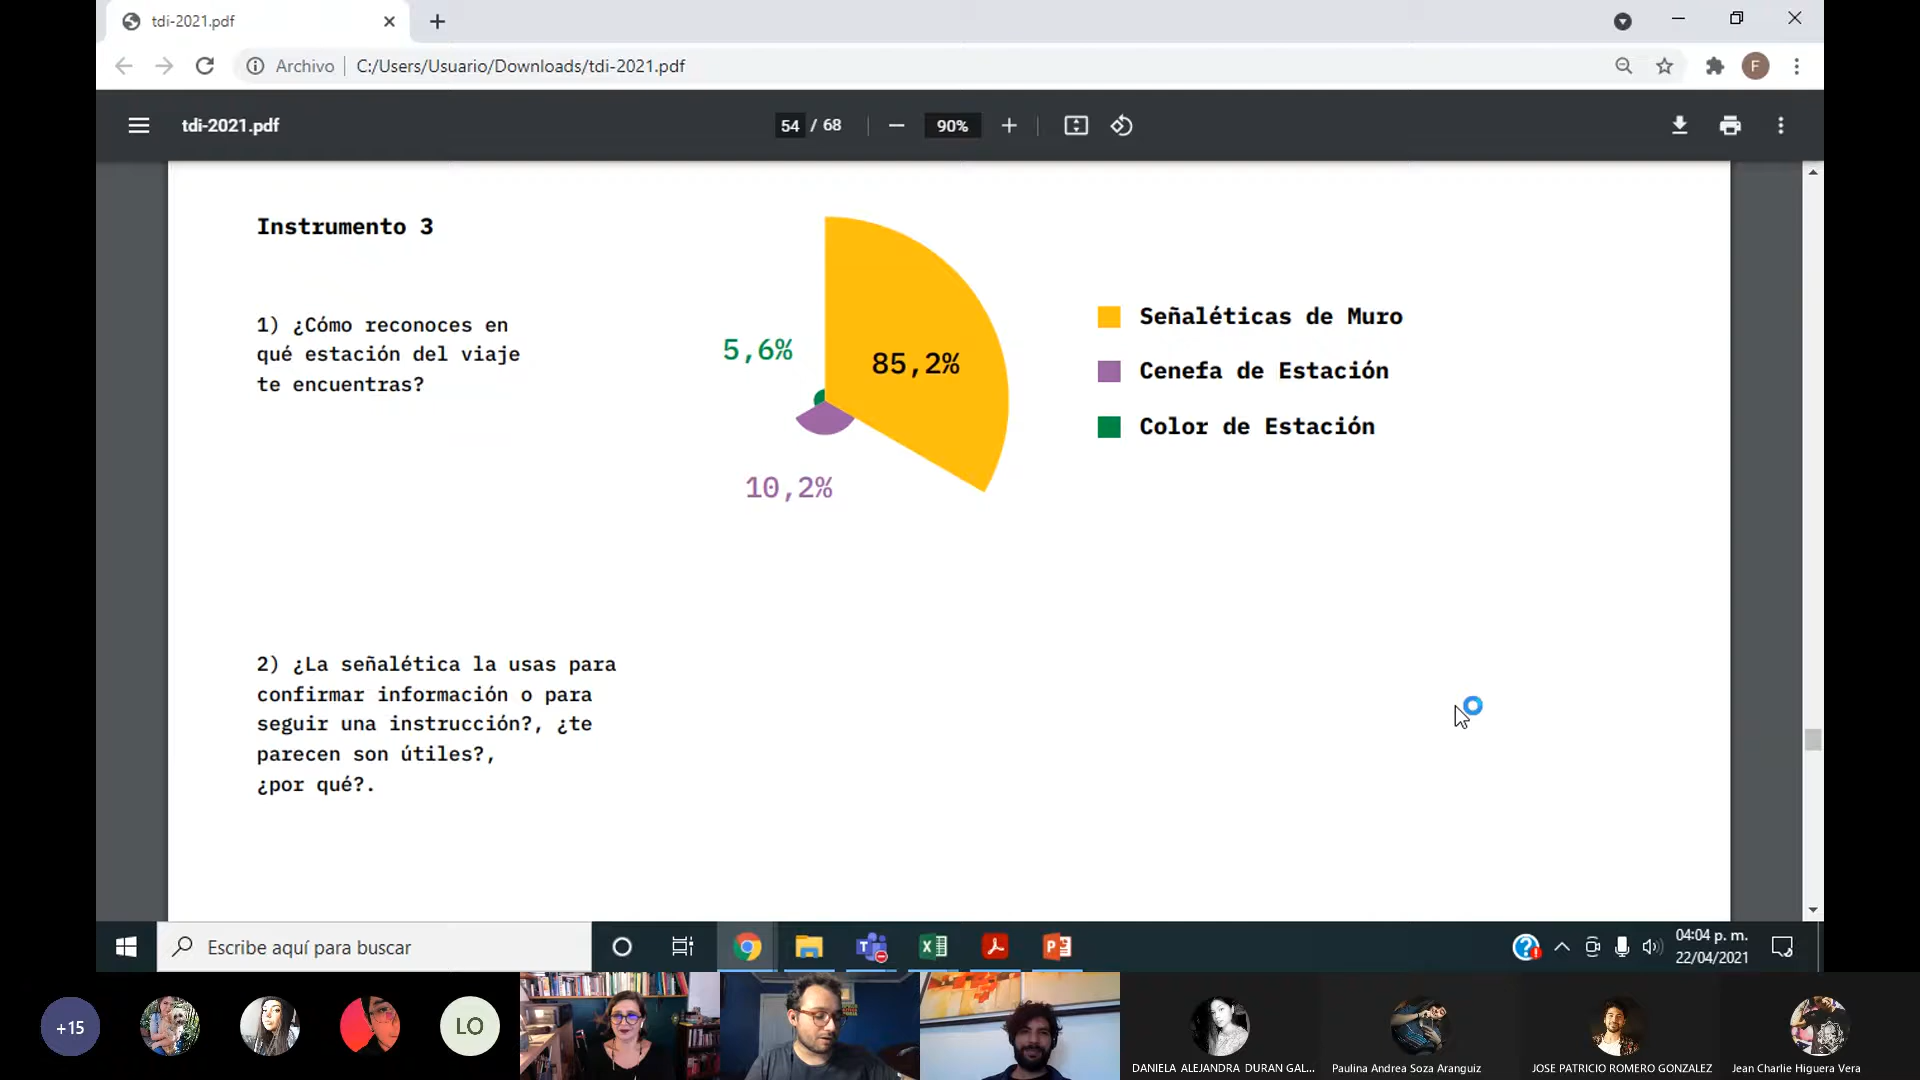 tdi-2021.pdf
Archivo
C:/Users/Usuario/Downloads/tdi-2021.pdf
F
tdi-2021.pdf
54 / 68
90%
Instrumento 3
1) ¿Cómo reconoces en
qué estación del viaje
te encuentras?
5,6%
85,2%
10,2%
Señaléticas de Muro
Cenefa de Estación
Color de Estación
2) ¿La señalética la usas para
confirmar información o para
seguir una instrucción?, ¿te
parecen son útiles?,
¿por qué?.
Escribe aquí para buscar
04:04 p. m.
22/04/2021
+15
LO
DANIELA ALEJANDRA DURAN GAL...
Paulina Andrea Soza Aranguiz
JOSE PATRICIO ROMERO GONZALEZ
Jean Charlie Higuera Vera